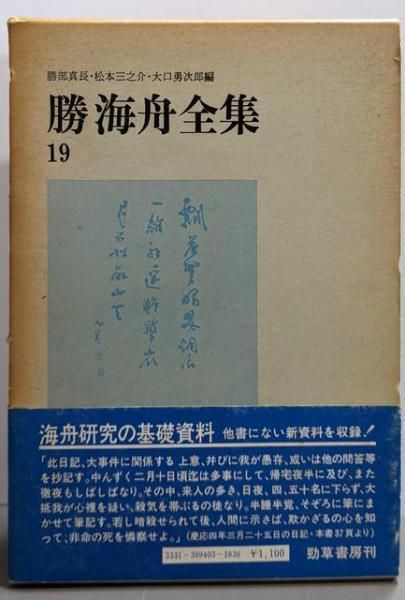 勝部真長・松本三之介・大口勇次郎編
勝海舟全集
19
海舟研究の基礎資料 他書にない新資料を収録!
「此日記、大事件に関係する 上意、幷びに我が愚存、或いは他の問答等
を抄記す。中んずく二月十日頃迄は多事にして、帰宅夜半に及び、また
徹夜もしばしばなり。その中、来人の多き、日夜、四、五十名に下らず、大
抵我が心裡を疑い、殺気を帯ぶるの徒なり。半睡半覚、そぞろに筆にま
かせて筆記す。若し暗殺せられて後、人間に示さば、欺かざるの心を知
って、非命の死を憐察せよ。」(慶応四年三月二十五日の日記・本書37頁より)
3331-399403-1836 ¥1,100 勁草書房刊